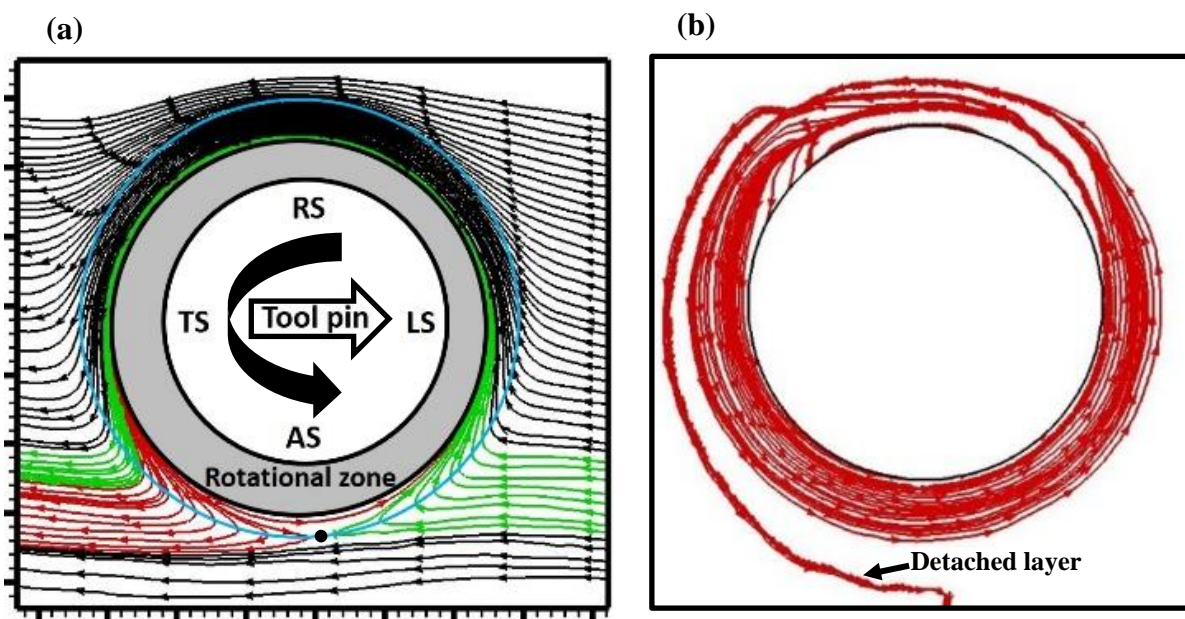 (a)
RS
TS
Tool pin
LS
AS
Rotational zone
(b)
Detached layer